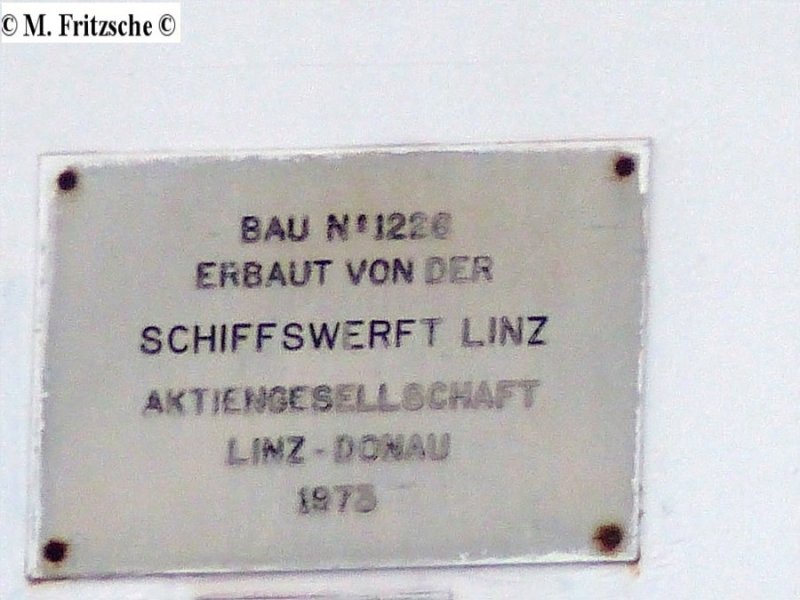 © M. Fritzsche ©
BAU Nº 1226
ERBAUT VON DER
SCHIFFSWERFT LINZ
AKTIENGESELLSCHAFT
LINZ - DONAU
1973